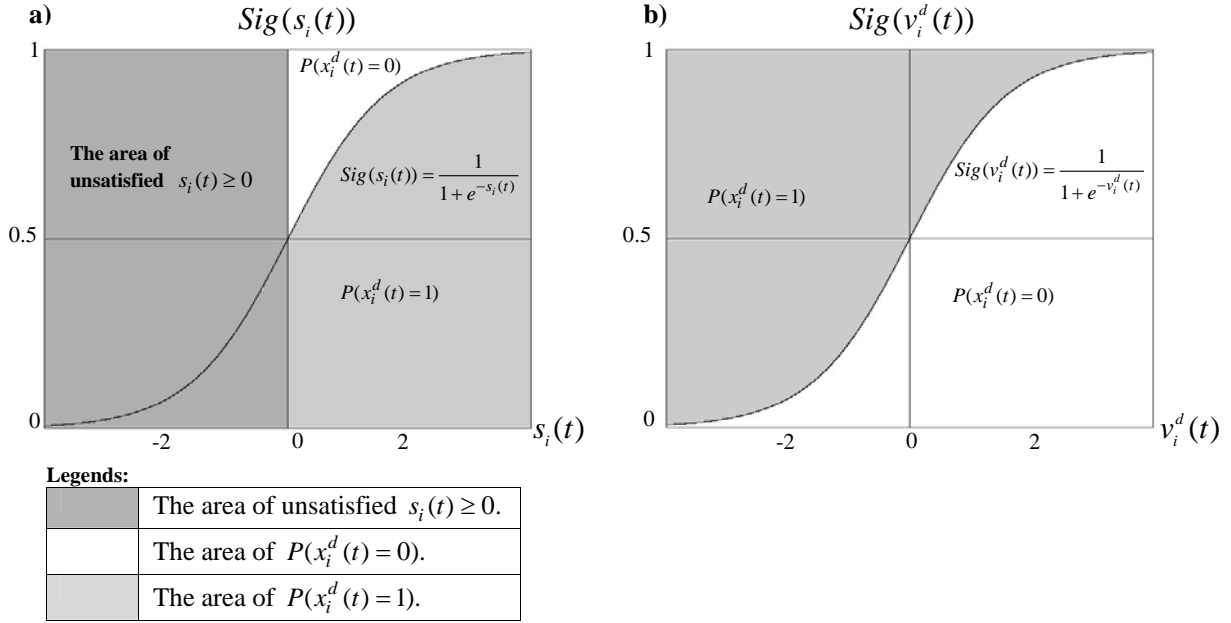 a)
Sig(s_i(t))
1
P(x_i^d(t) = 0)
The area of
unsatisfied s_i(t) ≥ 0
Sig(s_i(t)) = 1 / (1 + e^{-s_i(t)})
0.5
P(x_i^d(t) = 1)
0
-2
0
2
s_i(t)
b)
Sig(v_i^d(t))
1
Sig(v_i^d(t)) = 1 / (1 + e^{-v_i^d(t)})
P(x_i^d(t) = 1)
0.5
P(x_i^d(t) = 0)
0
-2
0
2
v_i^d(t)
Legends:
The area of unsatisfied s_i(t) ≥ 0.
The area of P(x_i^d(t) = 0).
The area of P(x_i^d(t) = 1).